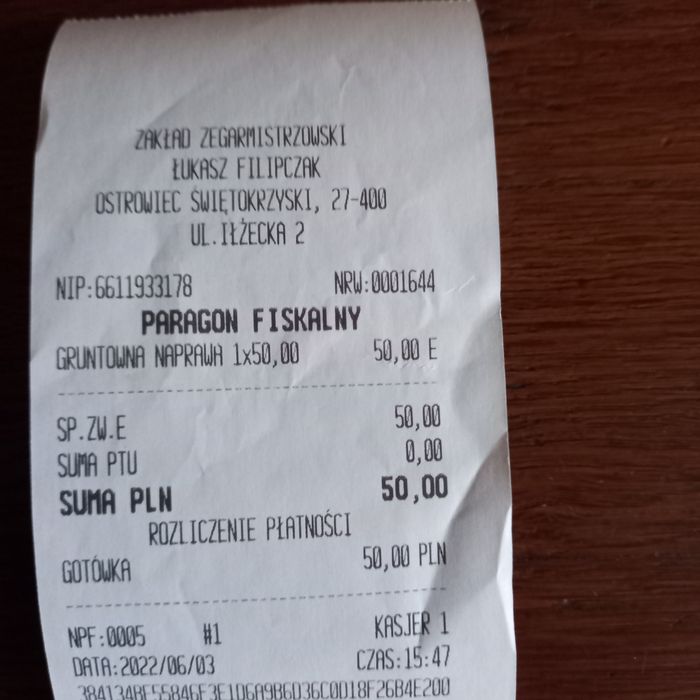 ZAKŁAD ZEGARMISTRZOWSKI
ŁUKASZ FILIPCZAK
OSTROWIEC ŚWIĘTOKRZYSKI, 27-400
UL.IŁŻECKA 2
NIP:6611933178 NRW:0001644
PARAGON FISKALNY
GRUNTOWNA NAPRAWA 1x50,00 50,00 E
SP.ZW.E 50,00
SUMA PTU 0,00
SUMA PLN 50,00
ROZLICZENIE PŁATNOŚCI
GOTÓWKA 50,00 PLN
NPF:0005 #1 KASJER 1
DATA:2022/06/03 CZAS:15:47